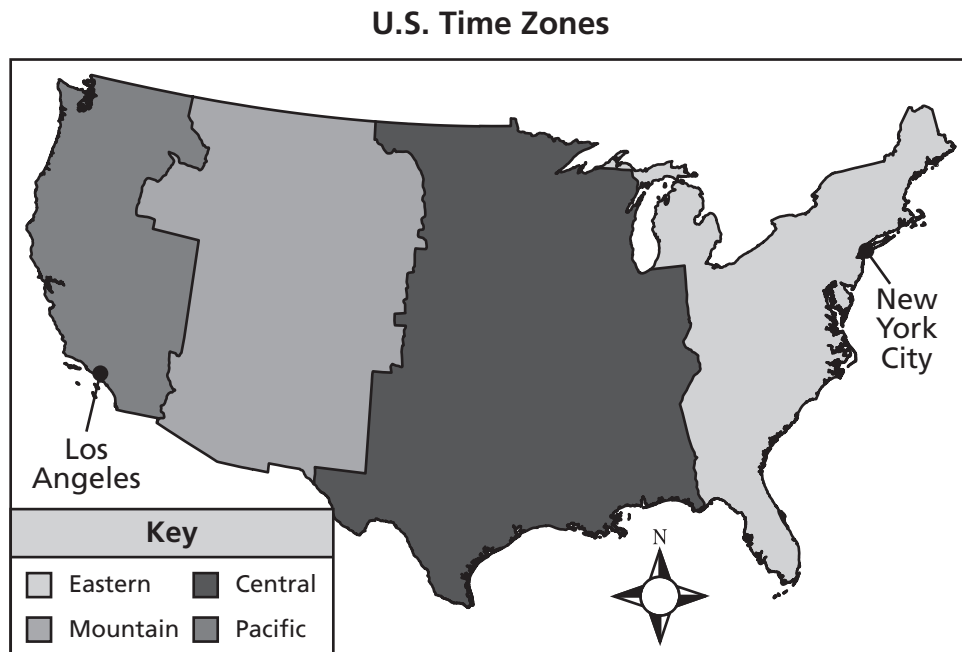 U.S. Time Zones
New
York
City
Los
Angeles
Key
N
Eastern
Central
Mountain
Pacific